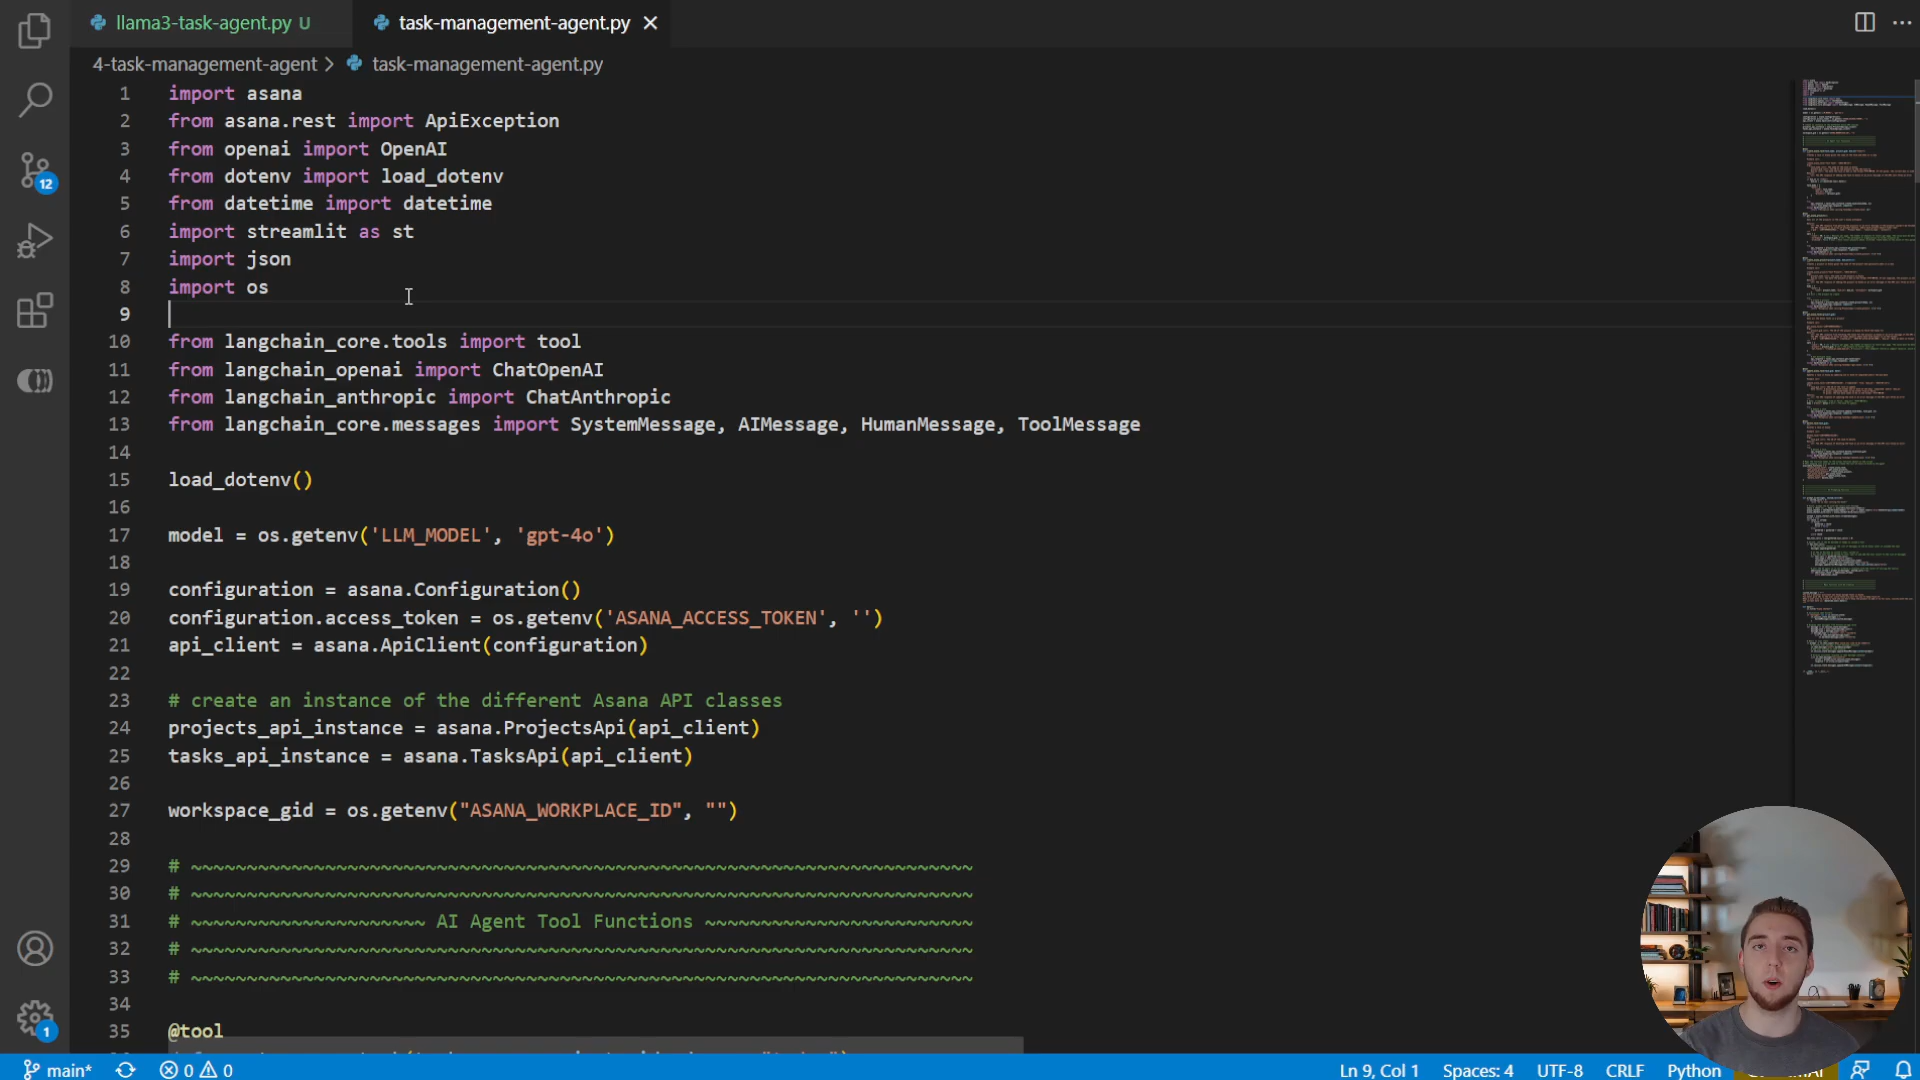 llama3-task-agent.py U
task-management-agent.py
4-task-management-agent > task-management-agent.py
1 import asana
2 from asana.rest import ApiException
3 from openai import OpenAI
4 from dotenv import load_dotenv
5 from datetime import datetime
6 import streamlit as st
7 import json
8 import os
9
10 from langchain_core.tools import tool
11 from langchain_openai import ChatOpenAI
12 from langchain_anthropic import ChatAnthropic
13 from langchain_core.messages import SystemMessage, AIMessage, HumanMessage, ToolMessage
14
15 load_dotenv()
16
17 model = os.getenv('LLM_MODEL', 'gpt-4o')
18
19 configuration = asana.Configuration()
20 configuration.access_token = os.getenv('ASANA_ACCESS_TOKEN', '')
21 api_client = asana.ApiClient(configuration)
22
23 # create an instance of the different Asana API classes
24 projects_api_instance = asana.ProjectsApi(api_client)
25 tasks_api_instance = asana.TasksApi(api_client)
26
27 workspace_gid = os.getenv("ASANA_WORKPLACE_ID", "")
28
29 # ~~~~~~~~~~~~~~~~~~~~~~~~~~~~~~~~~~~~~~~~~~~~~~~~~~~~~~~~~~~~~~~~~~~~~~
30 # ~~~~~~~~~~~~~~~~~~~~~~~~~~~~~~~~~~~~~~~~~~~~~~~~~~~~~~~~~~~~~~~~~~~~~~
31 # ~~~~~~~~~~~~~~~~~~~~~ AI Agent Tool Functions ~~~~~~~~~~~~~~~~~~~~~~~~
32 # ~~~~~~~~~~~~~~~~~~~~~~~~~~~~~~~~~~~~~~~~~~~~~~~~~~~~~~~~~~~~~~~~~~~~~~
33 # ~~~~~~~~~~~~~~~~~~~~~~~~~~~~~~~~~~~~~~~~~~~~~~~~~~~~~~~~~~~~~~~~~~~~~~
34
35 @tool
12
1
main* 0 0 Ln 9, Col 1 Spaces: 4 UTF-8 CRLF Python